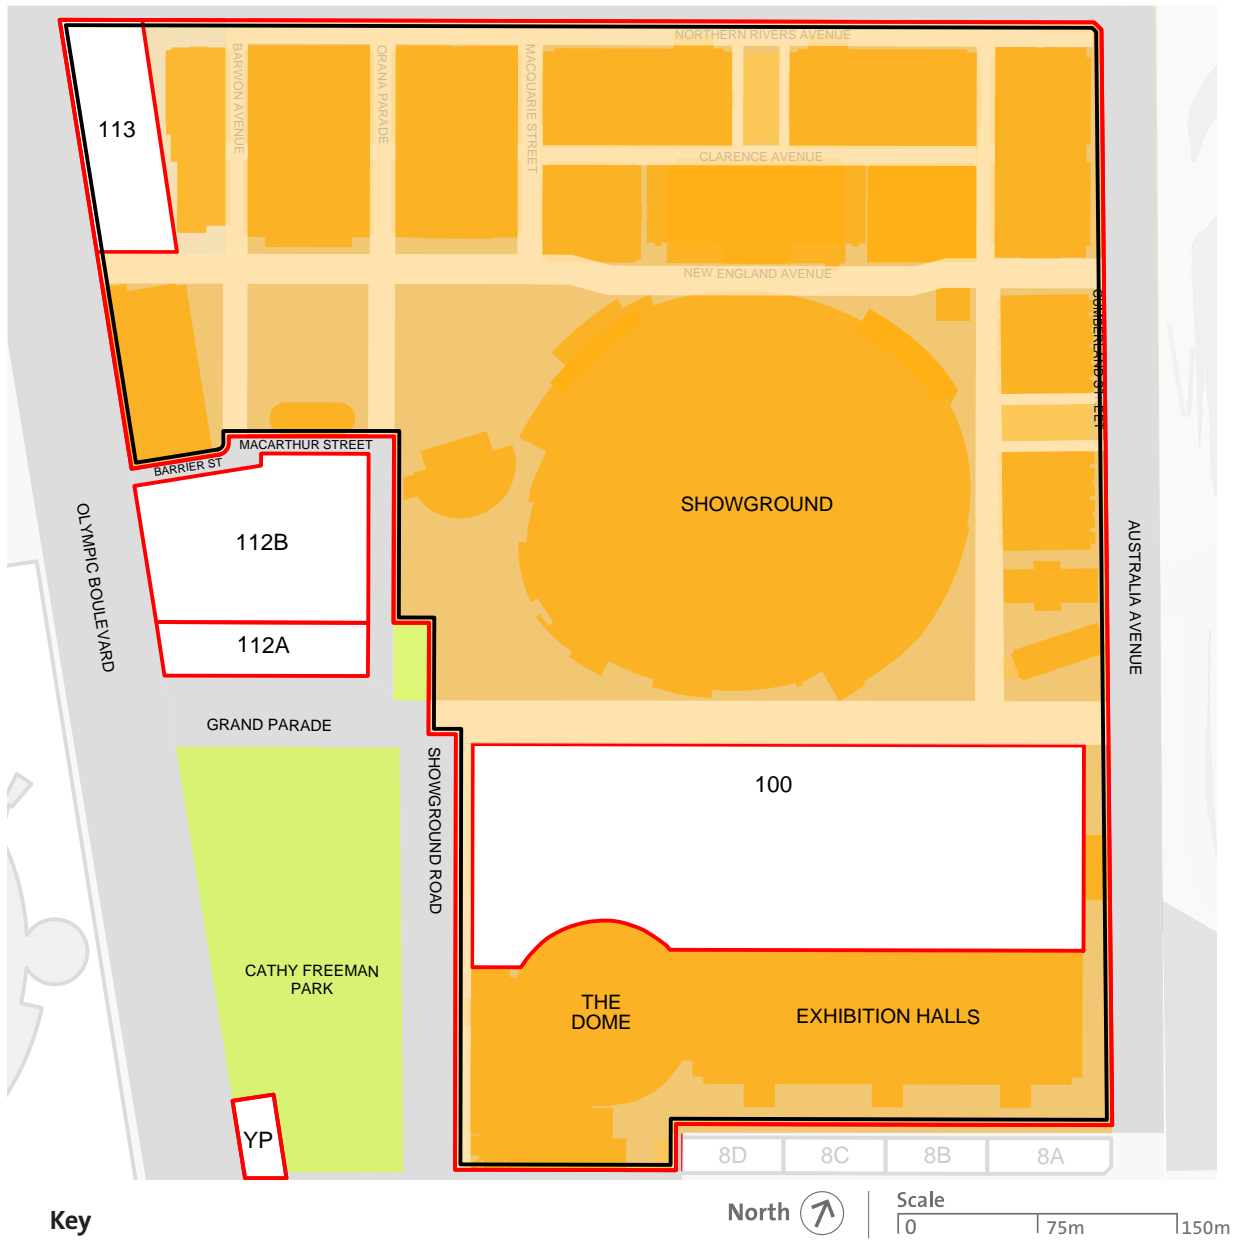 NORTHERN RIVERS AVENUE
BARWON AVENUE
ORANA PARADE
MACQUARIE STREET
113
CLARENCE AVENUE
NEW ENGLAND AVENUE
CUMBERLAND STREET
MACARTHUR STREET
BARRIER ST
OLYMPIC BOULEVARD
112B
SHOWGROUND
AUSTRALIA AVENUE
112A
GRAND PARADE
SHOWGROUND ROAD
100
CATHY FREEMAN
PARK
THE
DOME
EXHIBITION HALLS
YP
8D
8C
8B
8A
Key
North
Scale
0
75m
150m